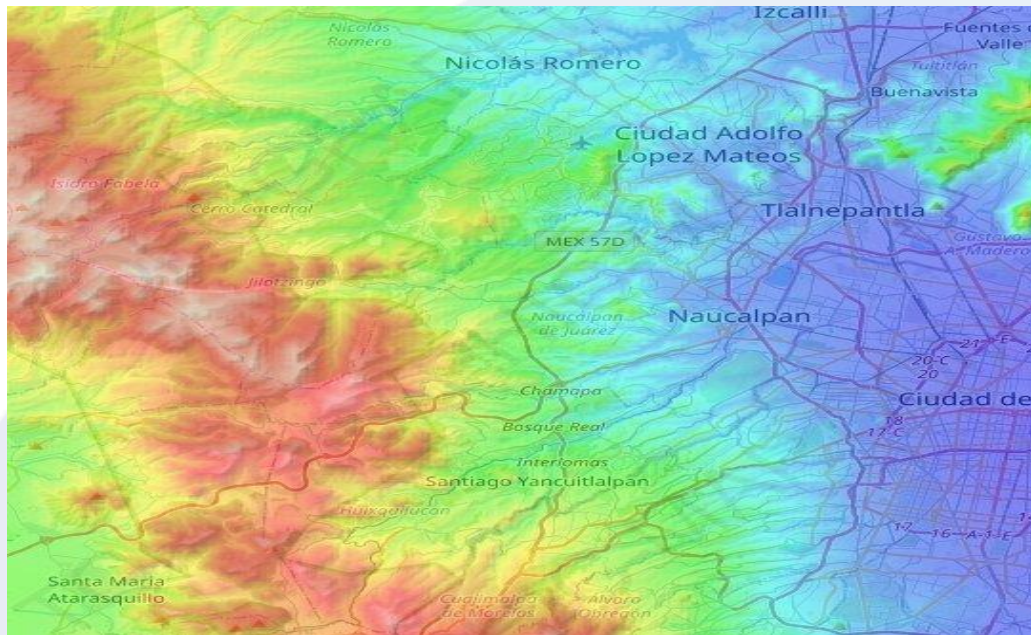 Izcalli
Nicolás
Romero
Fuentes
Valle
Nicolás Romero
Tultitlán
Buenavista
Ciudad Adolfo
Lopez Mateos
Isidro Fabela
Cerro Catedral
Tlalnepantla
MEX 57D
Gustavo
A. Madero
Jilotzingo
Naucalpan
de Juárez
Naucalpan
21
E
20-C
20
Chamapa
Ciudad de
18
17-C
Bosque Real
Interlomas
Santiago Yancuitlalpan
Huixquilucan
17
16
A-1
E
Santa María
Atarasquillo
Cuajimalpa
de Morelos
Álvaro
Obregón